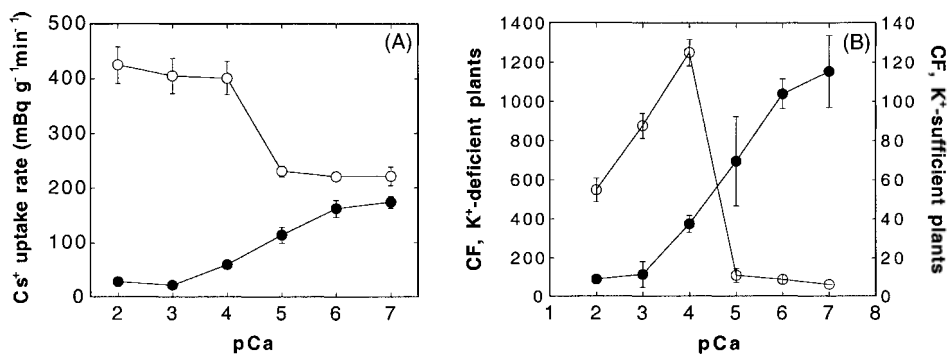 (A)
Cs⁺ uptake rate (mBq g⁻¹min⁻¹)
500
400
300
200
100
0
2 3 4 5 6 7
pCa
(B)
CF, K⁺-deficient plants
1400
1200
1000
800
600
400
200
0
1 2 3 4 5 6 7 8
pCa
140
120
100
80
60
40
20
0
CF, K⁺-sufficient plants